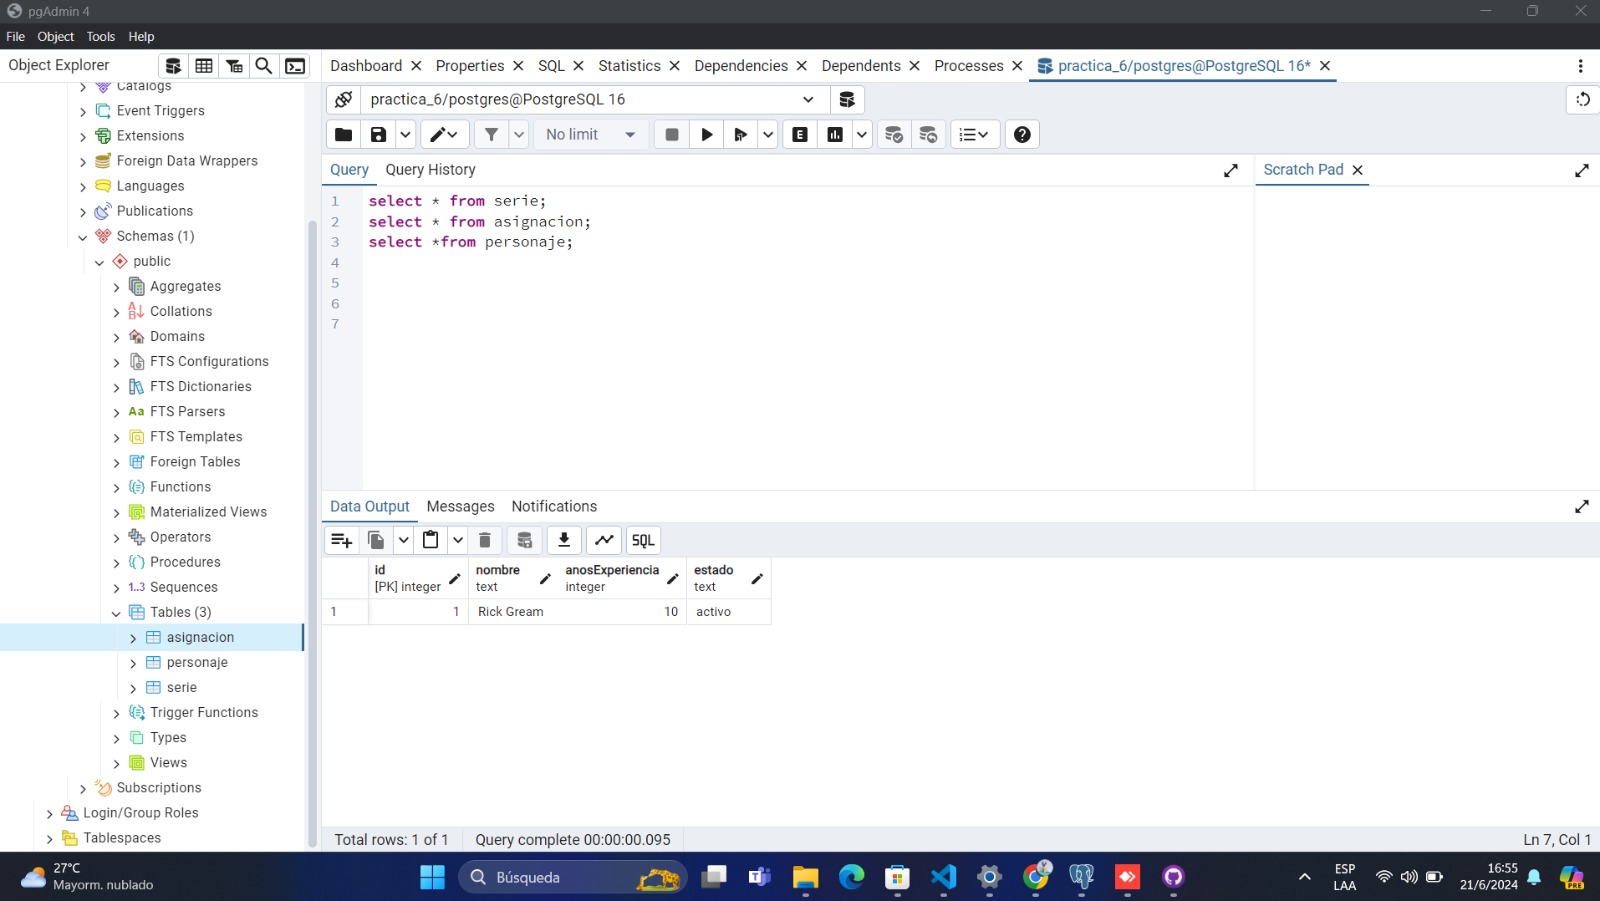 pgAdmin 4
File Object Tools Help
Object Explorer
Dashboard Properties SQL Statistics Dependencies Dependents Processes practica_6/postgres@PostgreSQL 16*
Catalogs
Event Triggers
Extensions
Foreign Data Wrappers
Languages
Publications
Schemas (1)
public
Aggregates
Collations
Domains
FTS Configurations
FTS Dictionaries
Aa FTS Parsers
FTS Templates
Foreign Tables
Functions
Materialized Views
Operators
Procedures
1..3 Sequences
Tables (3)
asignacion
personaje
serie
Trigger Functions
Types
Views
Subscriptions
Login/Group Roles
Tablespaces
practica_6/postgres@PostgreSQL 16
No limit
E
Query Query History
Scratch Pad
1 select * from serie;
2 select * from asignacion;
3 select *from personaje;
4
5
6
7
Data Output Messages Notifications
SQL
id nombre anosExperiencia estado
[PK] integer text integer text
1 1 Rick Gream 10 activo
Total rows: 1 of 1 Query complete 00:00:00.095 Ln 7, Col 1
27°C
Mayorm. nublado
Búsqueda
ESP
LAA
16:55
21/6/2024
PRE